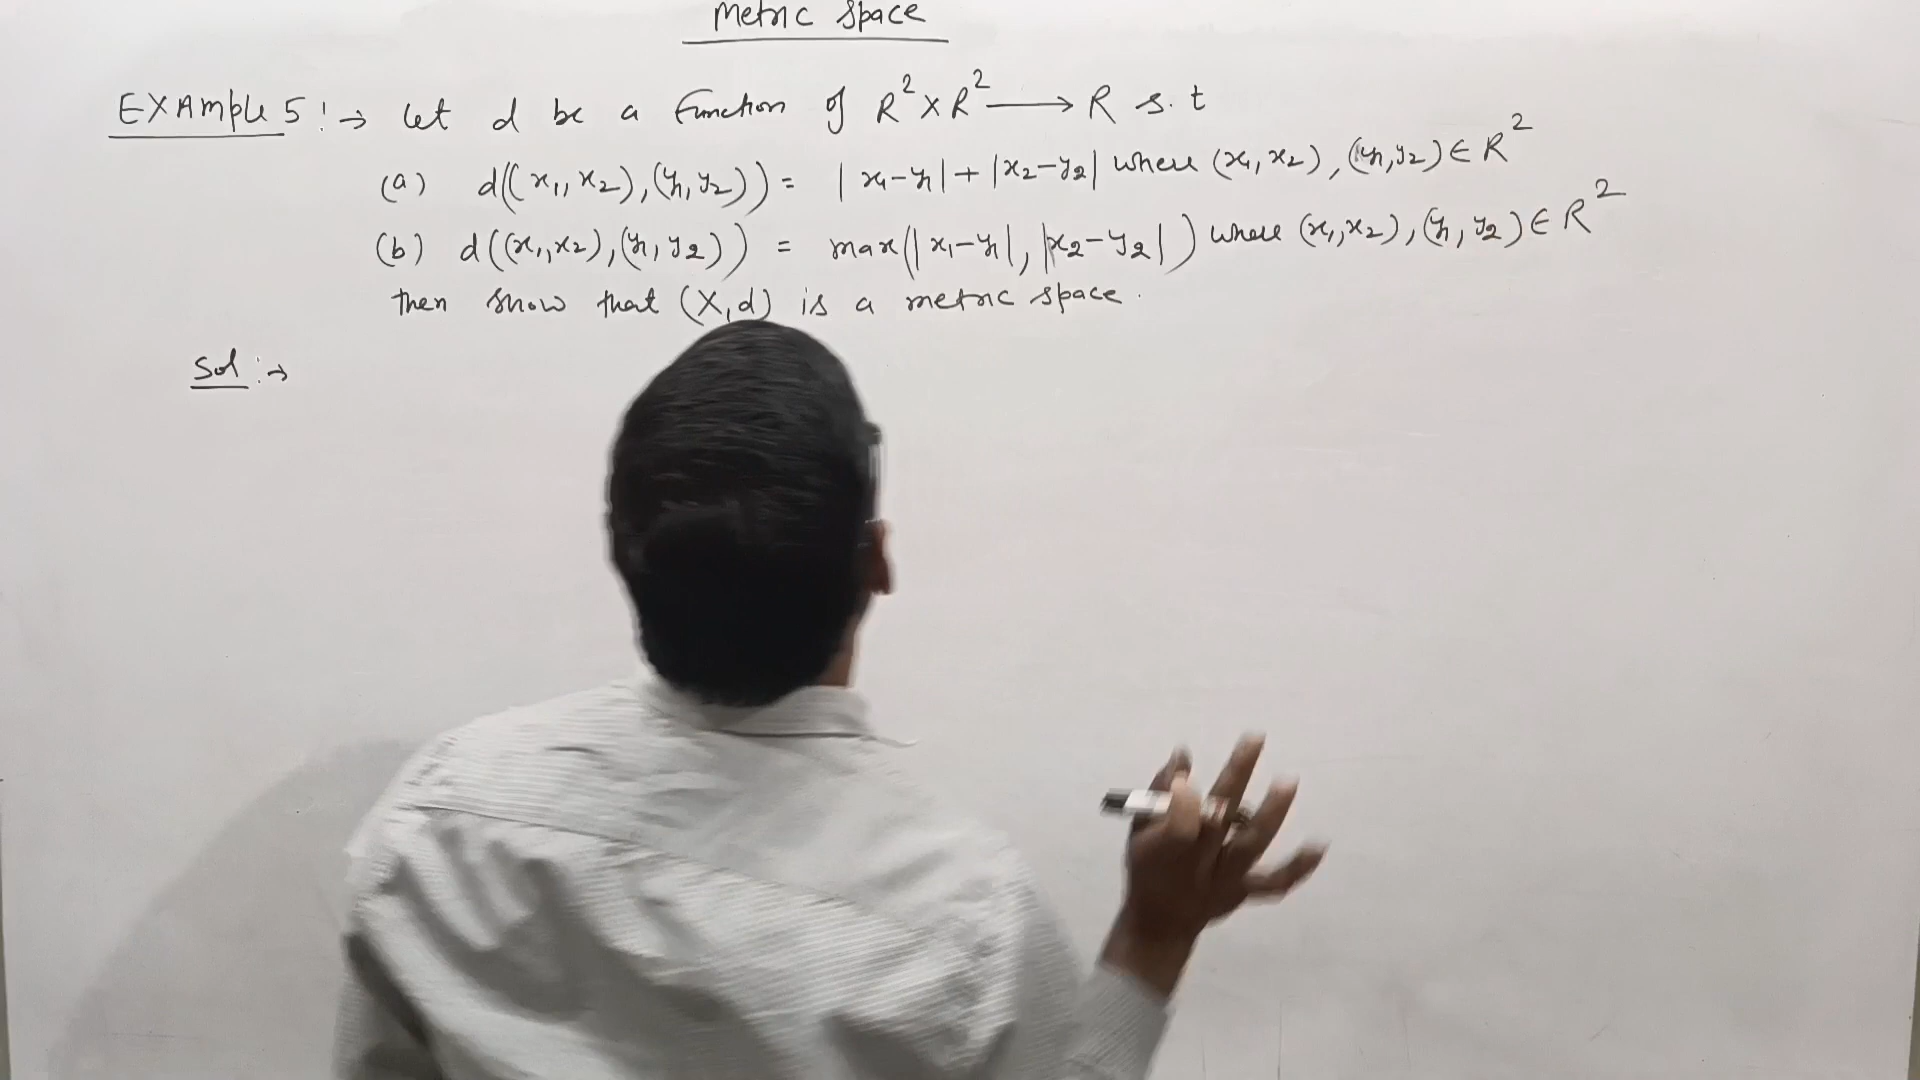 Metric Space
EXAMPLE 5 :→ Let d be a function of R² × R² ⟶ R s.t
(a) d((x₁, x₂), (y₁, y₂)) = |x₁ - y₁| + |x₂ - y₂| where (x₁, x₂), (y₁, y₂) ∈ R²
(b) d((x₁, x₂), (y₁, y₂)) = max(|x₁ - y₁|, |x₂ - y₂|) where (x₁, x₂), (y₁, y₂) ∈ R²
then show that (X, d) is a metric space.
Sol :→